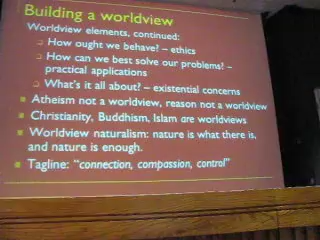 Building a worldview
Worldview elements, continued:
How ought we behave? – ethics
How can we best solve our problems? –
practical applications
What's it all about? – existential concerns
Atheism not a worldview, reason not a worldview
Christianity, Buddhism, Islam are worldviews
Worldview naturalism: nature is what there is,
and nature is enough.
Tagline: "connection, compassion, control"